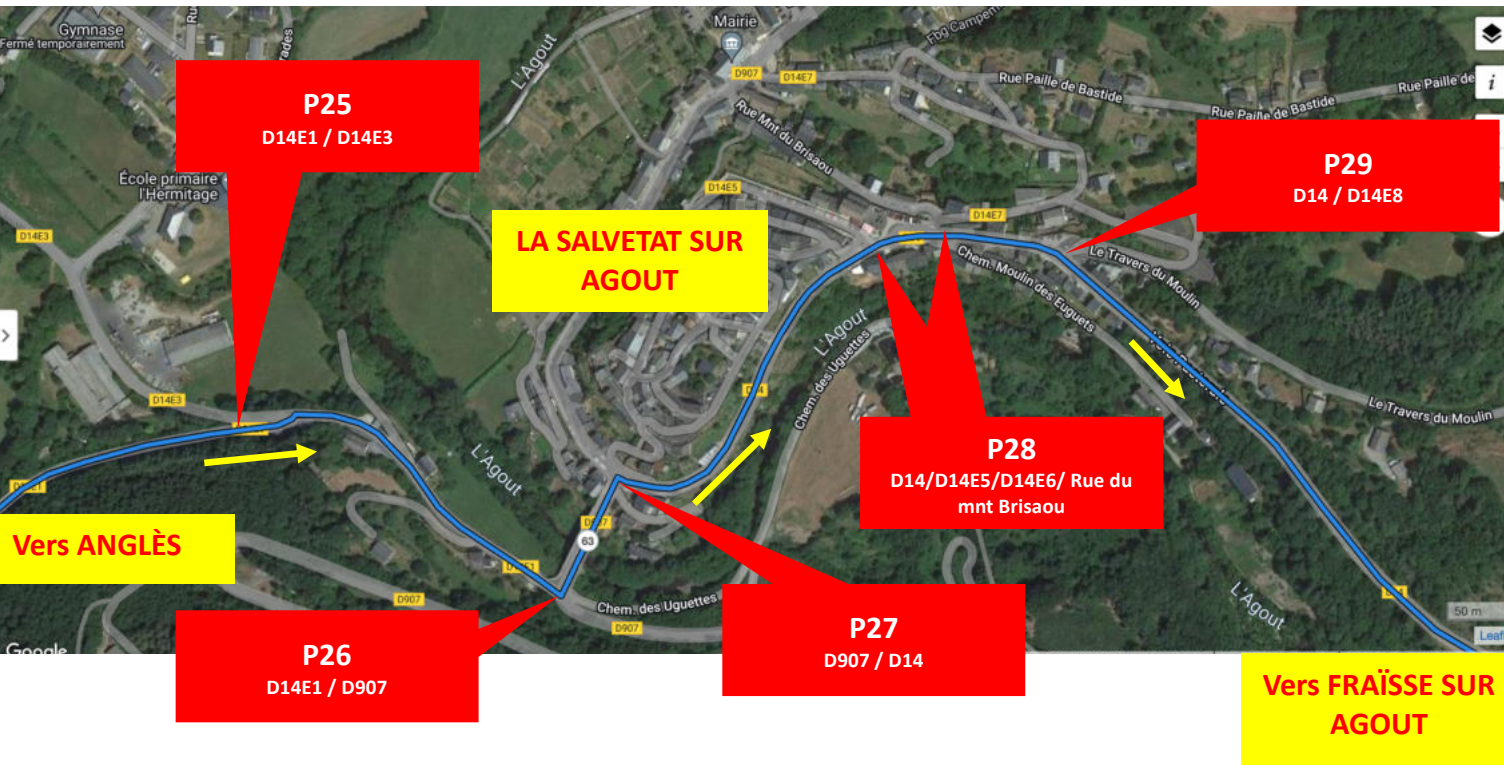 Gymnase
Fermé temporairement
Mairie
L'Agout
Fbg Campem
D907
D14E7
Rue Paille de Bastide
Rue Paille de Bastide
Rue Paille de
i
P25
D14E1 / D14E3
Rue Mnt du Brisaou
P29
D14 / D14E8
École primaire
l'Hermitage
D14E5
D14E7
D14E3
LA SALVETAT SUR
AGOUT
Le Travers du Moulin
Chem. Moulin des Euguets
L'Agout
Chem. des Uguettes
D14E3
Le Travers du Moulin
P28
D14/D14E5/D14E6/ Rue du
mnt Brisaou
L'Agout
Vers ANGLÈS
63
D907
Chem. des Uguettes
D907
L'Agout
50 m
Leafl
Google
P26
D14E1 / D907
P27
D907 / D14
Vers FRAÏSSE SUR
AGOUT